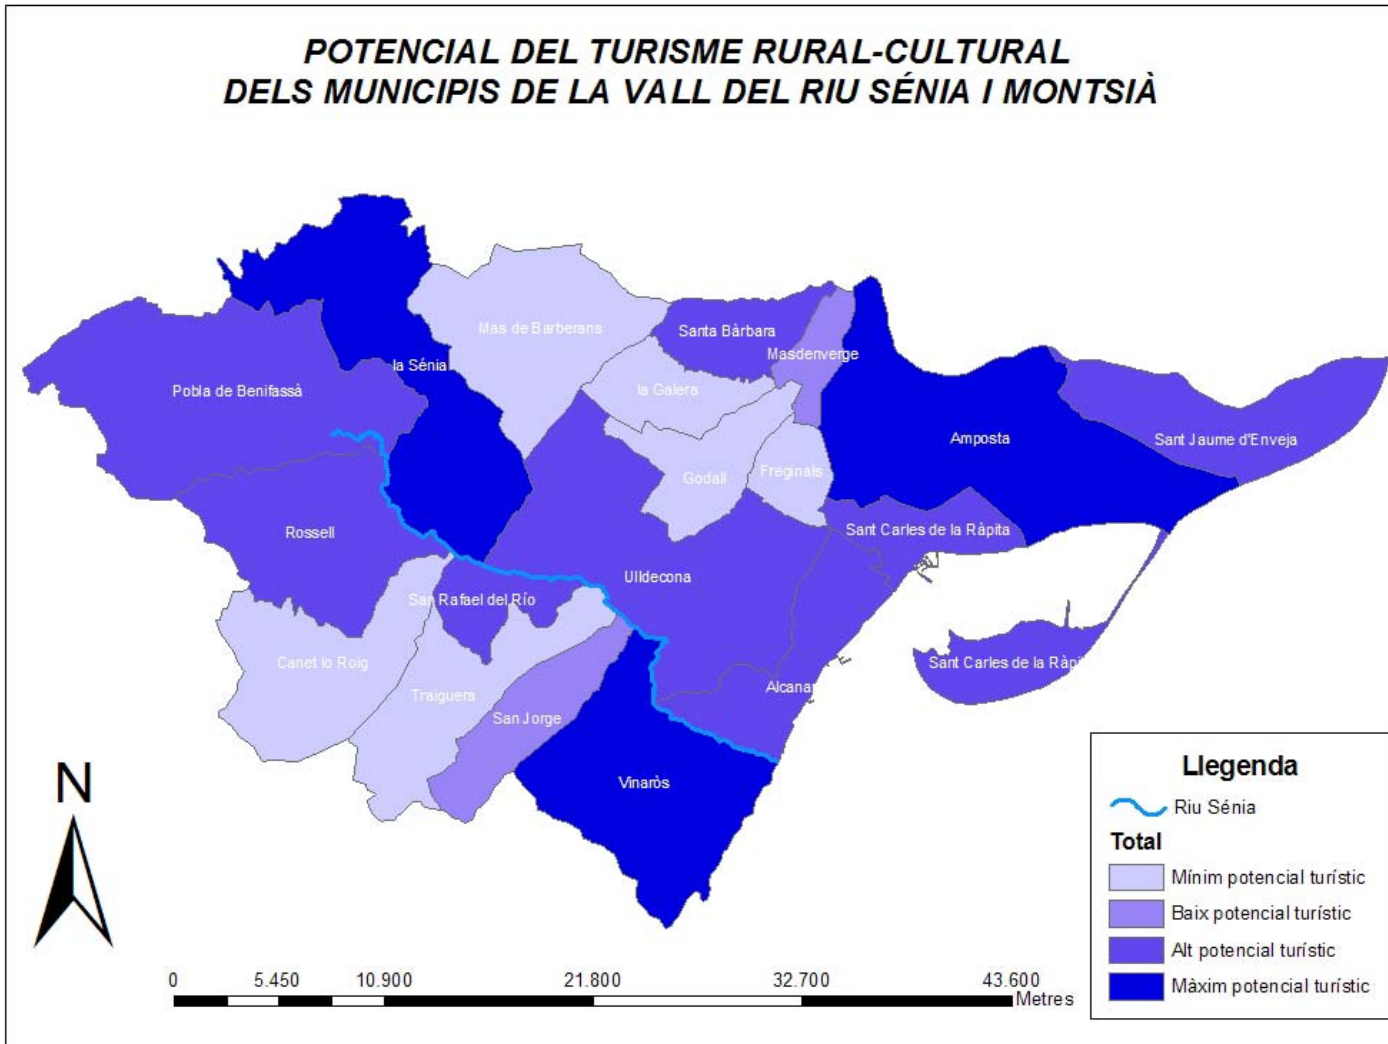 POTENCIAL DEL TURISME RURAL-CULTURAL
DELS MUNICIPIS DE LA VALL DEL RIU SÉNIA I MONTSIÀ
Mas de Barberans
Santa Bàrbara
Masdenverge
la Sénia
Pobla de Benifassà
la Galera
Amposta
Sant Jaume d'Enveja
Godall
Freginals
Rossell
Sant Carles de la Ràpita
Ulldecona
San Rafael del Río
Canet lo Roig
Sant Carles de la Ràpi
Traiguera
Alcanar
San Jorge
Vinaròs
N
Llegenda
Riu Sénia
Total
Mínim potencial turístic
Baix potencial turístic
Alt potencial turístic
Màxim potencial turístic
0 5.450 10.900 21.800 32.700 43.600
Metres